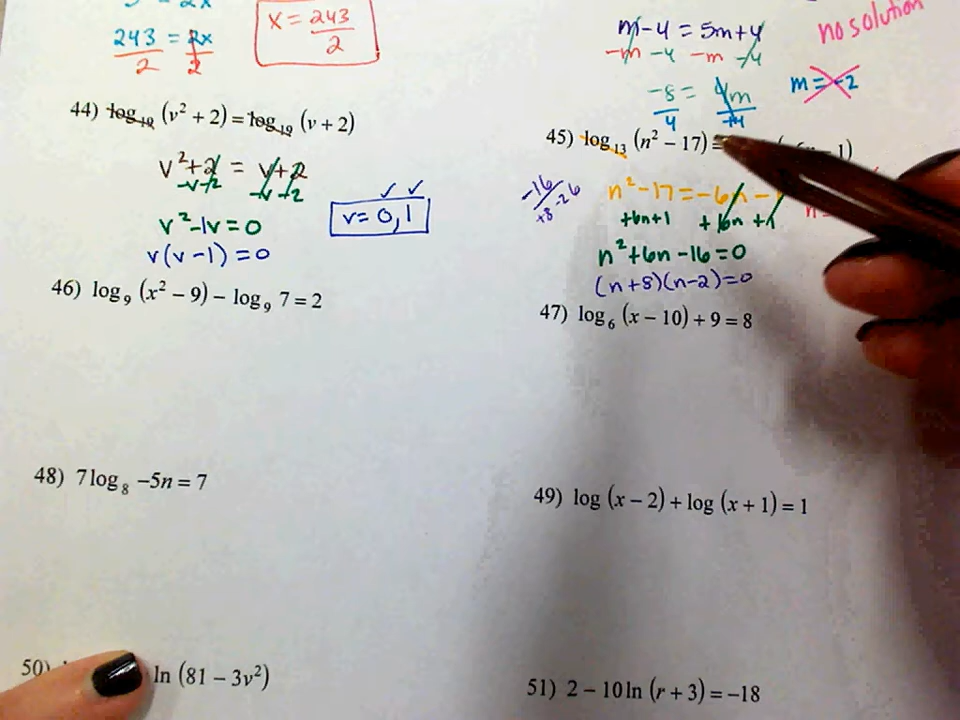 243 = 2x
2 2
x = 243
2
m-4 = 5m+4
-m -4 -m -4
-8 = 4m
4
m = -2
no solution
44) log₁₉ (v² + 2) = log₁₉ (v + 2)
v²+2 = v+2
-v-2 -v-2
v²-1v=0
v(v-1)=0
✓ ✓
v= 0, 1
45) log₁₃ (n² − 17) =
-16
+8 -2 6
n²-17=-6n-
+6n+1 +6n +1
n²+6n-16=0
(n+8)(n-2)=0
46) log₉ (x² − 9) − log₉ 7 = 2
47) log₆ (x − 10) + 9 = 8
48) 7 log₈ −5n = 7
49) log (x − 2) + log (x + 1) = 1
50) ln (81 − 3v²)
51) 2 − 10 ln (r + 3) = −18